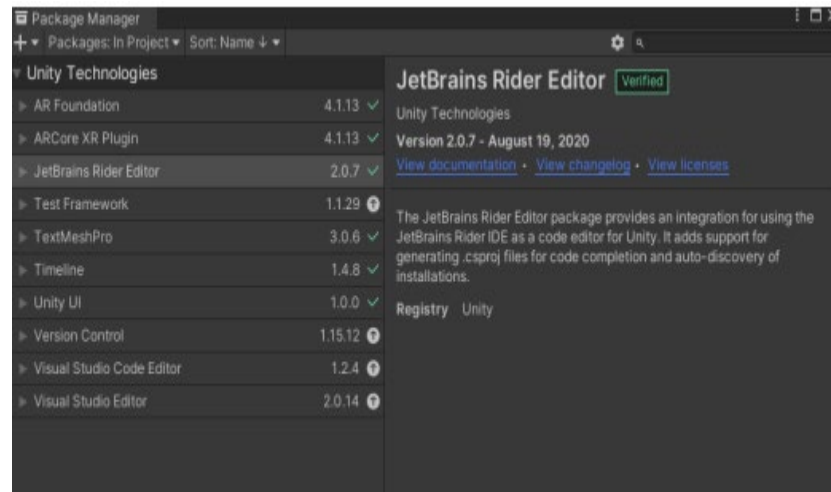 Package Manager
Packages: In Project Sort: Name ↓
Unity Technologies
AR Foundation 4.1.13
ARCore XR Plugin 4.1.13
JetBrains Rider Editor 2.0.7
Test Framework 1.1.29
TextMeshPro 3.0.6
Timeline 1.4.8
Unity UI 1.0.0
Version Control 1.15.12
Visual Studio Code Editor 1.2.4
Visual Studio Editor 2.0.14
JetBrains Rider Editor Verified
Unity Technologies
Version 2.0.7 - August 19, 2020
View documentation • View changelog • View licenses
The JetBrains Rider Editor package provides an integration for using the
JetBrains Rider IDE as a code editor for Unity. It adds support for
generating .csproj files for code completion and auto-discovery of
installations.
Registry Unity